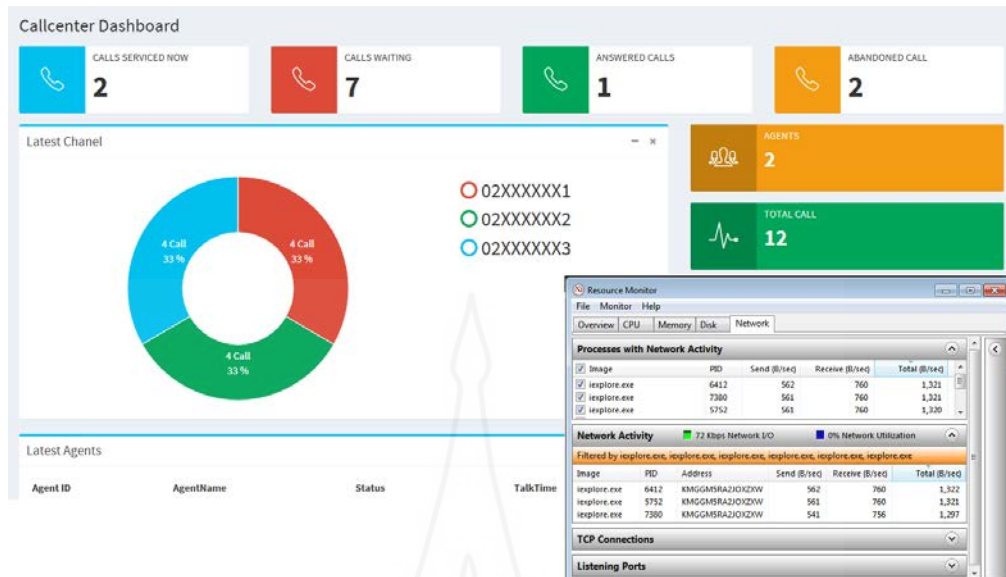 Callcenter Dashboard
CALLS SERVICED NOW
2
CALLS WAITING
7
ANSWERED CALLS
1
ABANDONED CALL
2
Latest Chanel
4 Call
33 %
4 Call
33 %
4 Call
33 %
02XXXXXX1
02XXXXXX2
02XXXXXX3
AGENTS
2
TOTAL CALL
12
Latest Agents
Agent ID AgentName Status TalkTime
Resource Monitor
File Monitor Help
Overview CPU Memory Disk Network
Processes with Network Activity
Image PID Send (B/sec) Receive (B/sec) Total (B/sec)
iexplore.exe 6412 562 760 1,321
iexplore.exe 7380 561 760 1,321
iexplore.exe 5752 561 760 1,320
Network Activity 72 Kbps Network I/O 0% Network Utilization
Filtered by iexplore.exe, iexplore.exe, iexplore.exe, iexplore.exe, iexplore.exe, iexplore.exe
Image PID Address Send (B/sec) Receive (B/sec) Total (B/sec)
iexplore.exe 6412 KMGGM5RA2JOXZXW 562 760 1,322
iexplore.exe 5752 KMGGM5RA2JOXZXW 561 760 1,321
iexplore.exe 7380 KMGGM5RA2JOXZXW 541 756 1,297
TCP Connections
Listening Ports